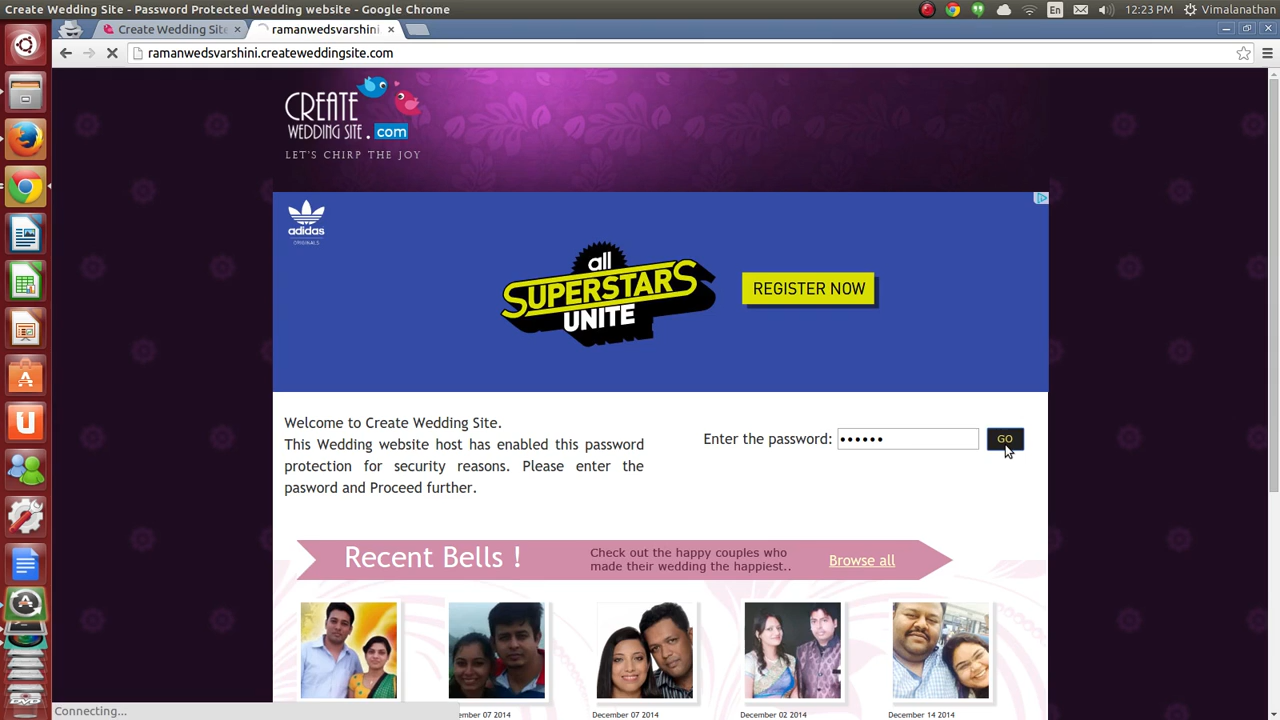 Create Wedding Site - Password Protected Wedding website - Google Chrome
En
12:23 PM
Vimalanathan
Create Wedding Sit
ramanwedsvarshini.
ramanwedsvarshini.createweddingsite.com
CREATE
WEDDING SITE.com
LET'S CHIRP THE JOY
adidas
ORIGINALS
all
SUPERSTARS
UNITE
REGISTER NOW
Welcome to Create Wedding Site.
This Wedding website host has enabled this password
protection for security reasons. Please enter the
pasword and Proceed further.
Enter the password:
GO
Recent Bells !
Check out the happy couples who
made their wedding the happiest..
Browse all
Connecting...
ember 07 2014
December 07 2014
December 02 2014
December 14 2014